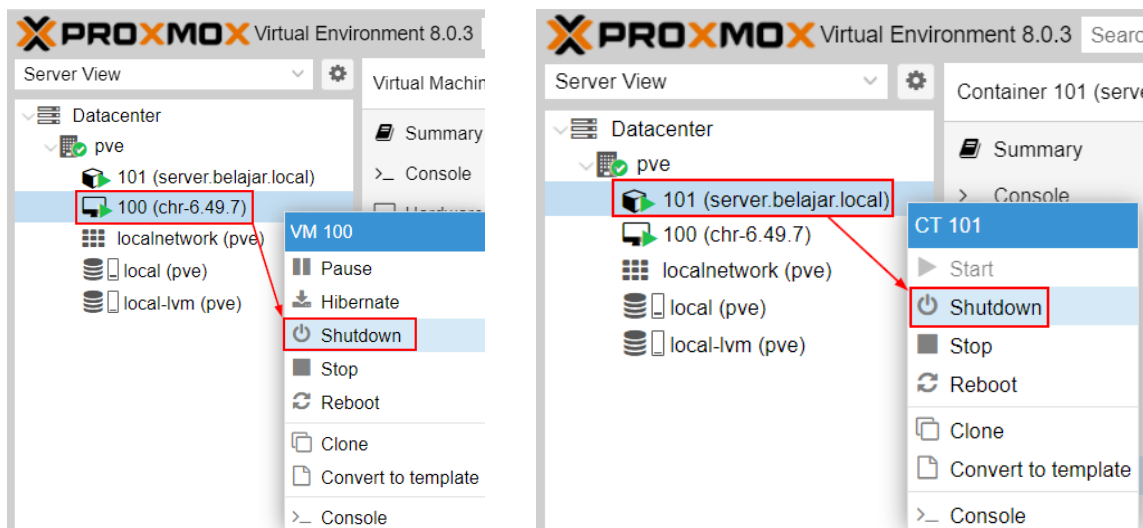 PROXMOX Virtual Environment 8.0.3
Server View
Virtual Machin
Datacenter
Summary
pve
>_ Console
101 (server.belajar.local)
100 (chr-6.49.7)
Hardware
localnetwork (pve)
local (pve)
local-lvm (pve)
VM 100
Pause
Hibernate
Shutdown
Stop
Reboot
Clone
Convert to template
>_ Console
PROXMOX Virtual Environment 8.0.3 Searc
Server View
Container 101 (serve
Datacenter
Summary
pve
Console
101 (server.belajar.local)
100 (chr-6.49.7)
localnetwork (pve)
local (pve)
local-lvm (pve)
CT 101
Start
Shutdown
Stop
Reboot
Clone
Convert to template
>_ Console